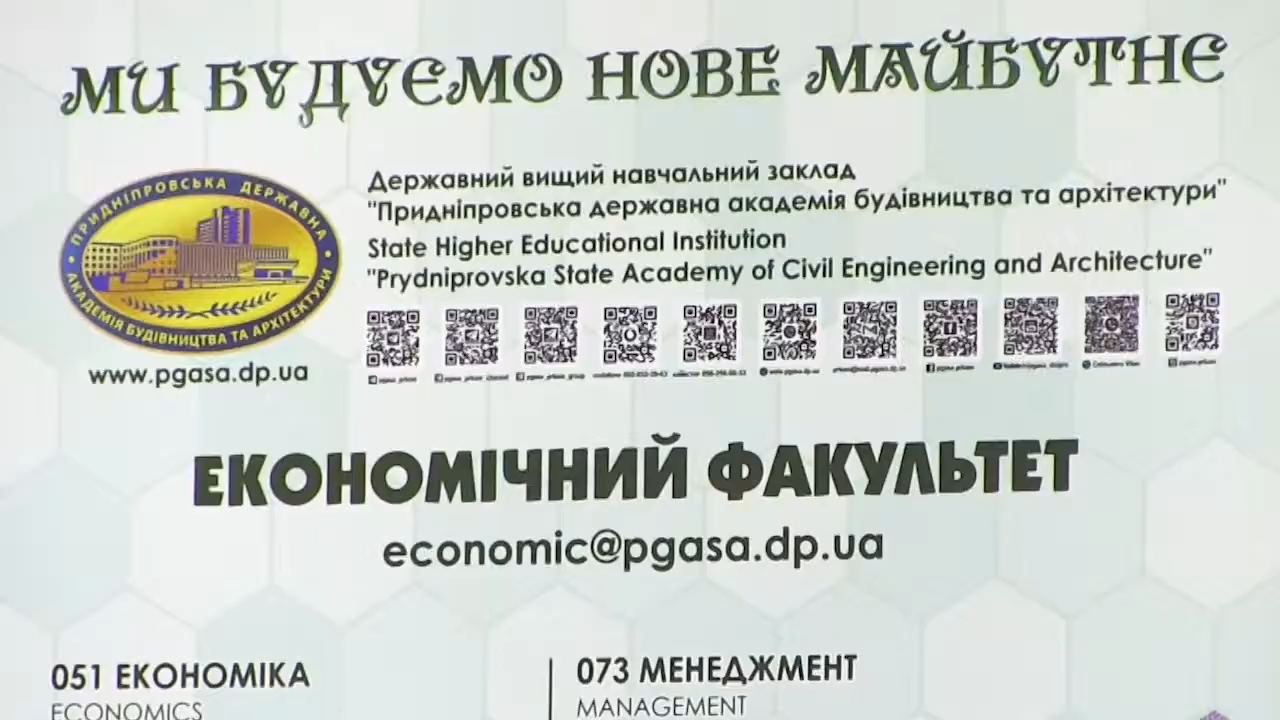 МИ БУДУЄМО НОВЕ МАЙБУТНЄ
ПРИДНІПРОВСЬКА ДЕРЖАВНА
АКАДЕМІЯ БУДІВНИЦТВА ТА АРХІТЕКТУРИ
www.pgasa.dp.ua
Державний вищий навчальний заклад
"Придніпровська державна академія будівництва та архітектури"
State Higher Educational Institution
"Prydniprovska State Academy of Civil Engineering and Architecture"
ЕКОНОМІЧНИЙ ФАКУЛЬТЕТ
economic@pgasa.dp.ua
051 ЕКОНОМІКА
ECONOMICS
073 МЕНЕДЖМЕНТ
MANAGEMENT